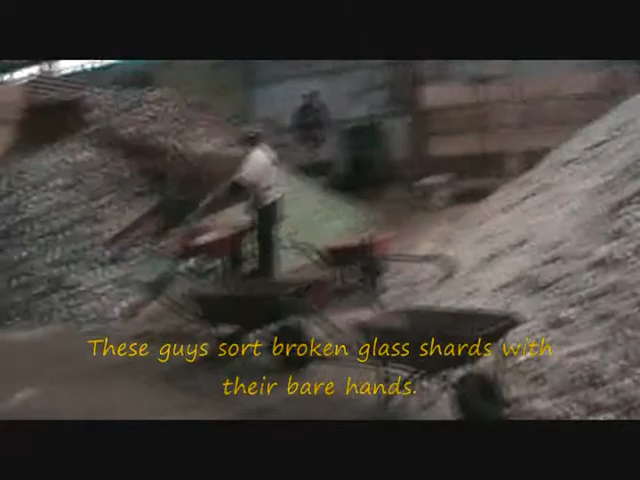 These guys sort broken glass shards with
their bare hands.